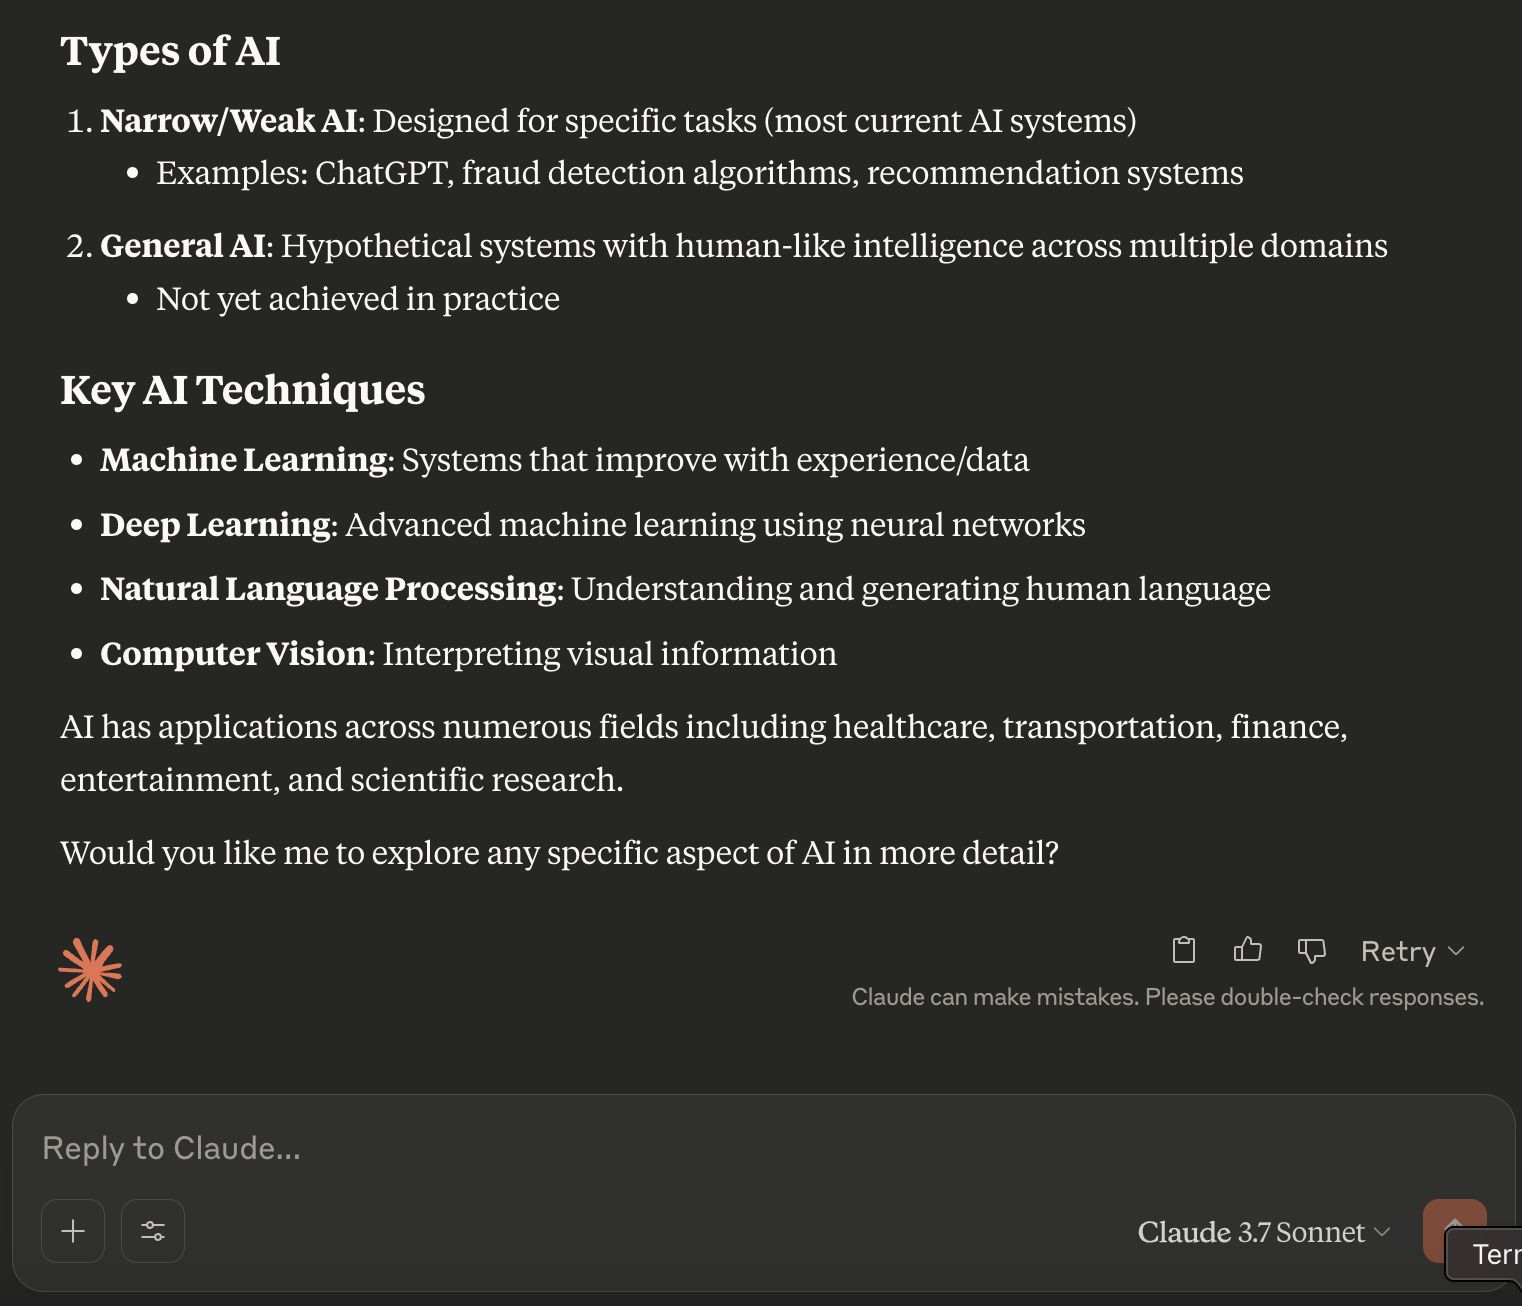 Types of AI
1. Narrow/Weak AI: Designed for specific tasks (most current AI systems)
• Examples: ChatGPT, fraud detection algorithms, recommendation systems
2. General AI: Hypothetical systems with human-like intelligence across multiple domains
• Not yet achieved in practice
Key AI Techniques
• Machine Learning: Systems that improve with experience/data
• Deep Learning: Advanced machine learning using neural networks
• Natural Language Processing: Understanding and generating human language
• Computer Vision: Interpreting visual information
AI has applications across numerous fields including healthcare, transportation, finance,
entertainment, and scientific research.
Would you like me to explore any specific aspect of AI in more detail?
Retry
Claude can make mistakes. Please double-check responses.
Reply to Claude...
Claude 3.7 Sonnet